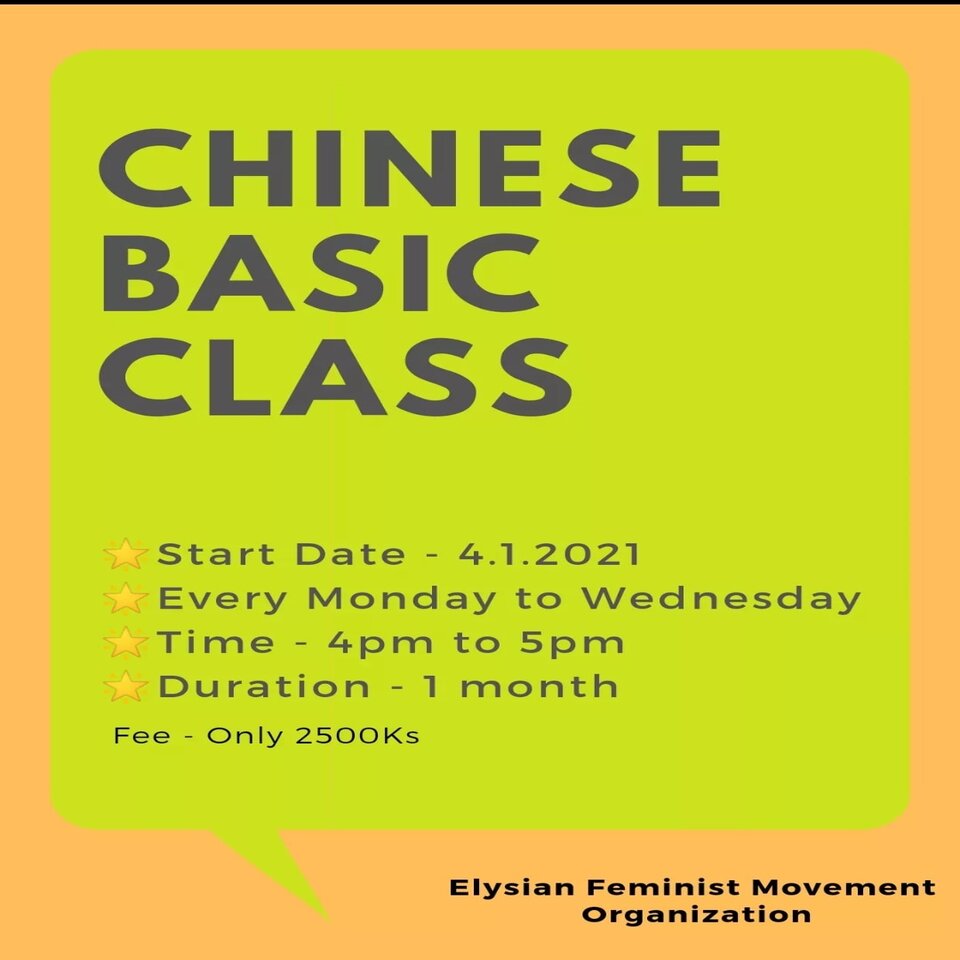 CHINESE
BASIC
CLASS
🌟Start Date - 4.1.2021
🌟Every Monday to Wednesday
🌟Time - 4pm to 5pm
🌟Duration - 1 month
Fee - Only 2500Ks
Elysian Feminist Movement
Organization